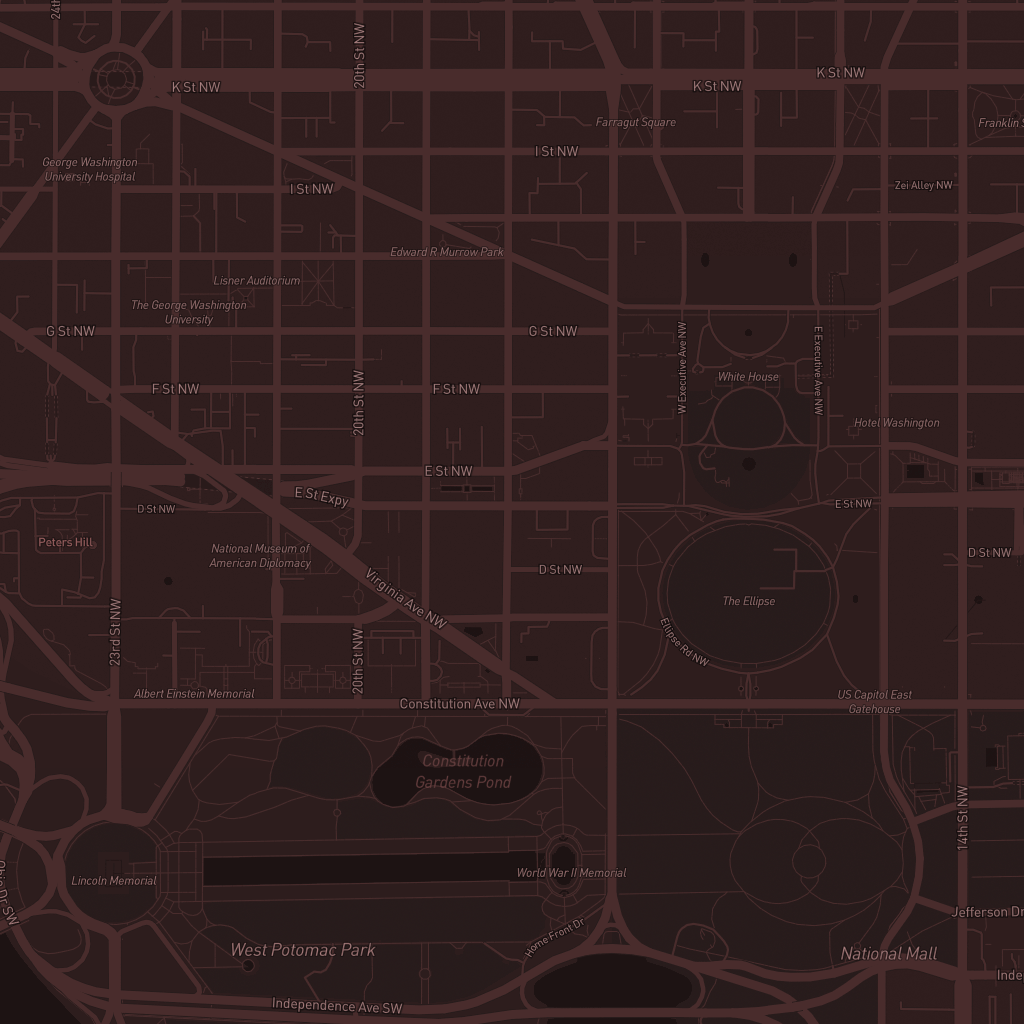 24th
20th St NW
K St NW
K St NW
K St NW
Farragut Square
Franklin S
I St NW
George Washington
University Hospital
I St NW
Zei Alley NW
Edward R Murrow Park
Lisner Auditorium
The George Washington
University
G St NW
G St NW
W Executive Ave NW
E Executive Ave NW
White House
F St NW
20th St NW
F St NW
Hotel Washington
E St NW
E St Expy
D St NW
E St NW
Peters Hill
National Museum of
American Diplomacy
D St NW
D St NW
Virginia Ave NW
The Ellipse
23rd St NW
20th St NW
Ellipse Rd NW
Albert Einstein Memorial
Constitution Ave NW
US Capitol East
Gatehouse
Constitution
Gardens Pond
14th St NW
Lincoln Memorial
World War II Memorial
Ohio Dr SW
Jefferson Dr
Home Front Dr
West Potomac Park
National Mall
Inde
Independence Ave SW